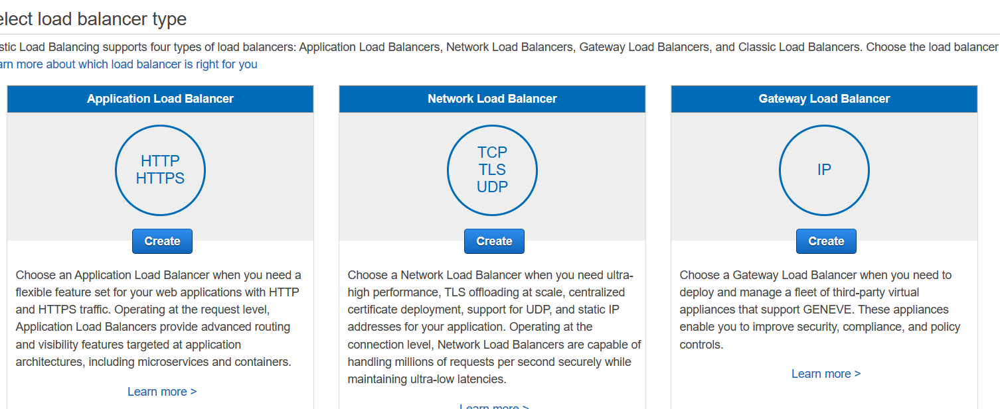 elect load balancer type
stic Load Balancing supports four types of load balancers: Application Load Balancers, Network Load Balancers, Gateway Load Balancers, and Classic Load Balancers. Choose the load balancer
arn more about which load balancer is right for you
Application Load Balancer
HTTP
HTTPS
Create
Choose an Application Load Balancer when you need a
flexible feature set for your web applications with HTTP
and HTTPS traffic. Operating at the request level,
Application Load Balancers provide advanced routing
and visibility features targeted at application
architectures, including microservices and containers.
Learn more >
Network Load Balancer
TCP
TLS
UDP
Create
Choose a Network Load Balancer when you need ultra-
high performance, TLS offloading at scale, centralized
certificate deployment, support for UDP, and static IP
addresses for your application. Operating at the
connection level, Network Load Balancers are capable of
handling millions of requests per second securely while
maintaining ultra-low latencies.
Learn more >
Gateway Load Balancer
IP
Create
Choose a Gateway Load Balancer when you need to
deploy and manage a fleet of third-party virtual
appliances that support GENEVE. These appliances
enable you to improve security, compliance, and policy
controls.
Learn more >